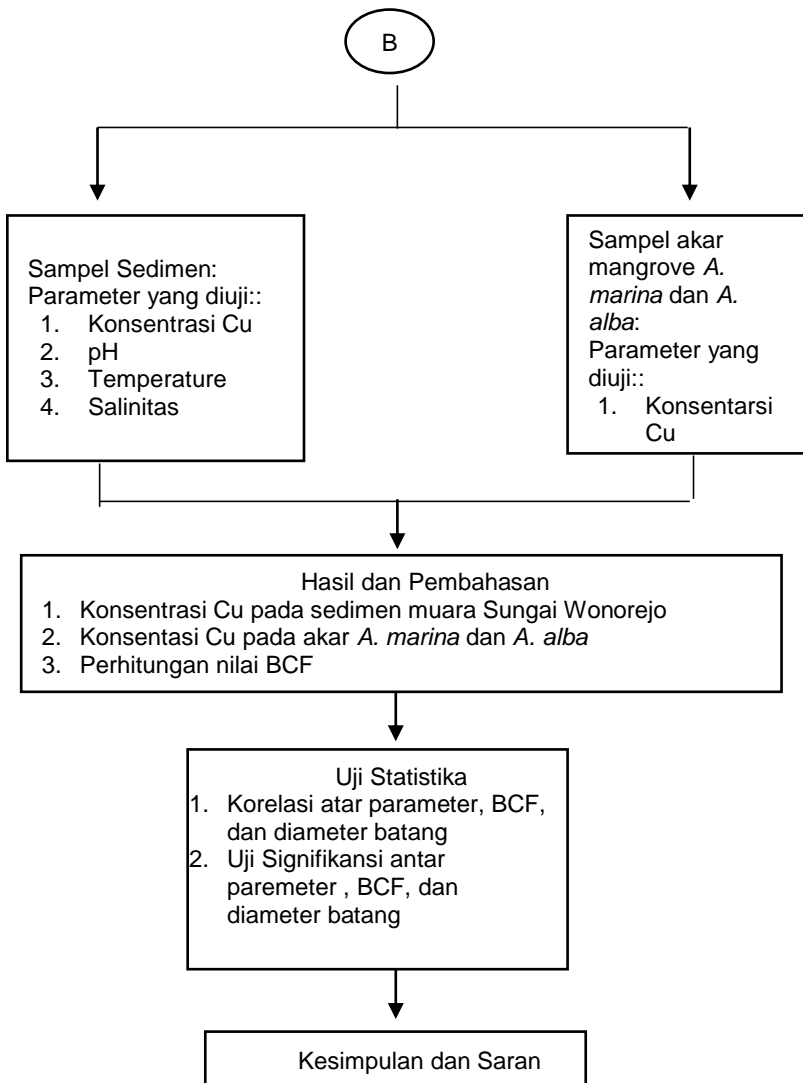 B
Sampel Sedimen:
Parameter yang diuji::
1. Konsentrasi Cu
2. pH
3. Temperature
4. Salinitas
Sampel akar
mangrove A.
marina dan A.
alba:
Parameter yang
diuji::
1. Konsentarsi
Cu
Hasil dan Pembahasan
1. Konsentrasi Cu pada sedimen muara Sungai Wonorejo
2. Konsentasi Cu pada akar A. marina dan A. alba
3. Perhitungan nilai BCF
Uji Statistika
1. Korelasi atar parameter, BCF,
dan diameter batang
2. Uji Signifikansi antar
paremeter , BCF, dan
diameter batang
Kesimpulan dan Saran